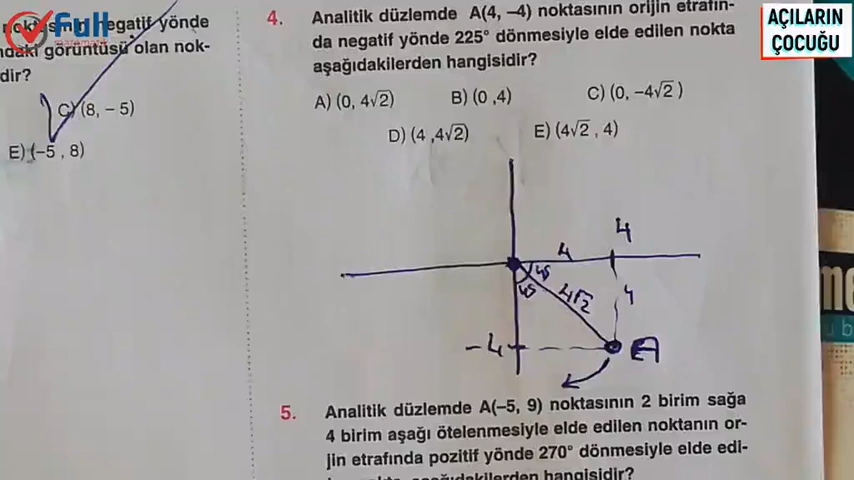 Full
matematik
AÇILARIN
ÇOCUĞU
negatif yönde
görüntüsü olan nok-
dir?
C) (8, – 5)
E) (–5 , 8)
4. Analitik düzlemde A(4, –4) noktasının orijin etrafın-
da negatif yönde 225° dönmesiyle elde edilen nokta
aşağıdakilerden hangisidir?
A) (0, 4√2) B) (0 ,4) C) (0, –4√2 )
D) (4 ,4√2) E) (4√2 , 4)
4
4
45
45
4√2
4
–4
A
5. Analitik düzlemde A(–5, 9) noktasının 2 birim sağa
4 birim aşağı ötelenmesiyle elde edilen noktanın or-
jin etrafında pozitif yönde 270° dönmesiyle elde edi-
aşağıdakilerden hangisidir?